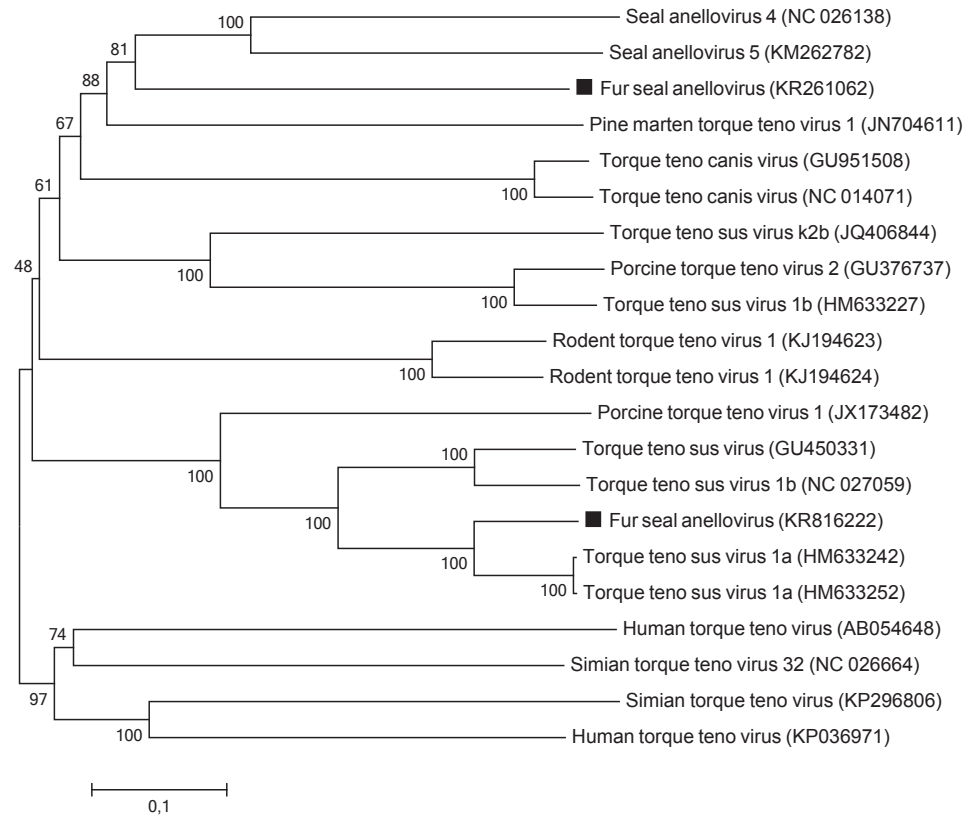 100
Seal anellovirus 4 (NC 026138)
81
Seal anellovirus 5 (KM262782)
88
Fur seal anellovirus (KR261062)
67
Pine marten torque teno virus 1 (JN704611)
61
Torque teno canis virus (GU951508)
100
Torque teno canis virus (NC 014071)
48
Torque teno sus virus k2b (JQ406844)
100
Porcine torque teno virus 2 (GU376737)
100
Torque teno sus virus 1b (HM633227)
Rodent torque teno virus 1 (KJ194623)
100
Rodent torque teno virus 1 (KJ194624)
Porcine torque teno virus 1 (JX173482)
100
100
Torque teno sus virus (GU450331)
Torque teno sus virus 1b (NC 027059)
100
Fur seal anellovirus (KR816222)
100
Torque teno sus virus 1a (HM633242)
100
Torque teno sus virus 1a (HM633252)
74
Human torque teno virus (AB054648)
Simian torque teno virus 32 (NC 026664)
97
Simian torque teno virus (KP296806)
100
Human torque teno virus (KP036971)
0,1